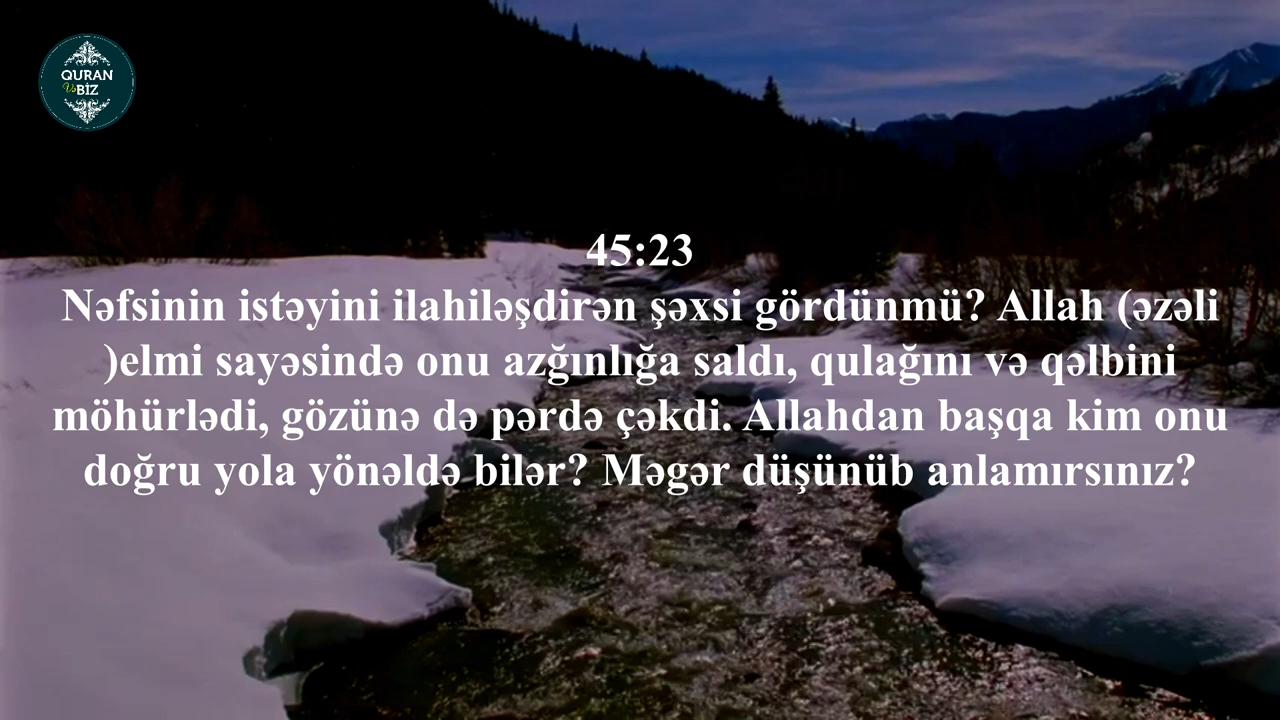 QURAN
Və BİZ
45:23
Nəfsinin istəyini ilahiləşdirən şəxsi gördünmü? Allah (əzəli
)elmi sayəsində onu azğınlığa saldı, qulağını və qəlbini
möhürlədi, gözünə də pərdə çəkdi. Allahdan başqa kim onu
doğru yola yönəldə bilər? Məgər düşünüb anlamırsınız?